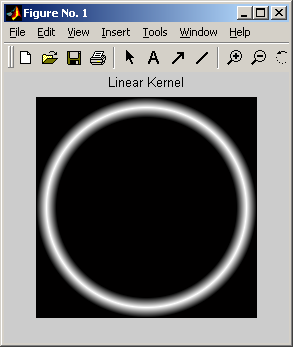 Figure No. 1
File Edit View Insert Tools Window Help
A
Linear Kernel